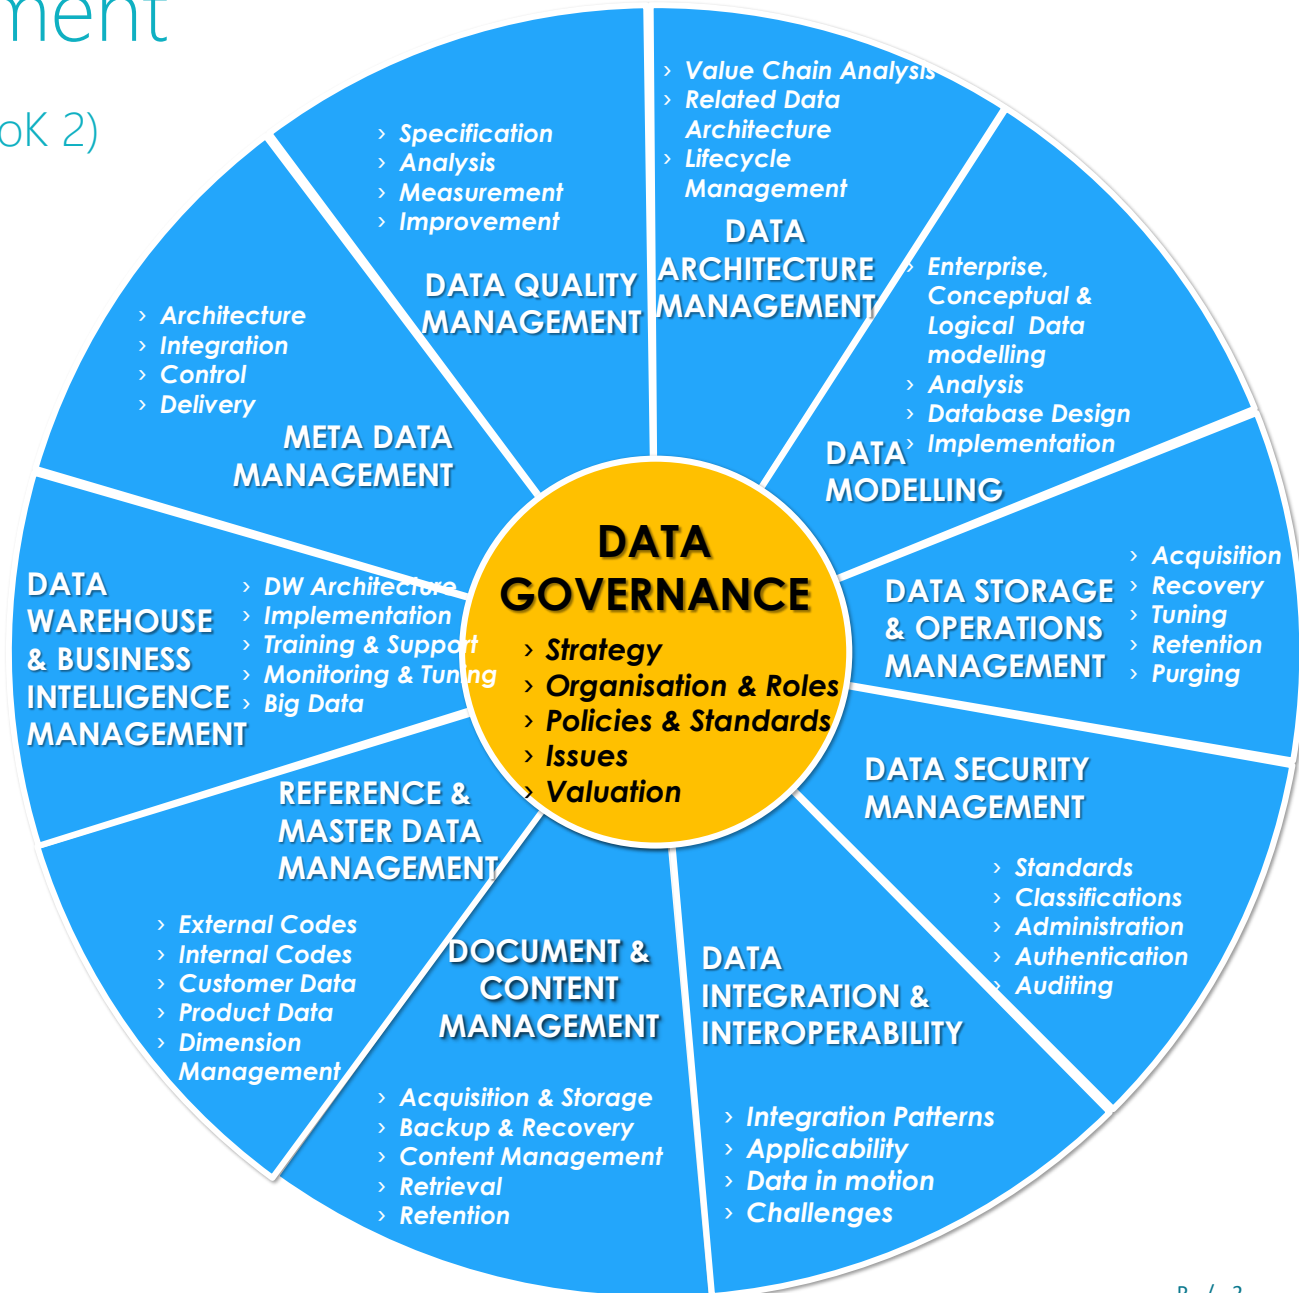 ment
oK 2)
› Value Chain Analysis
› Related Data
Architecture
› Lifecycle
Management
DATA
ARCHITECTURE
MANAGEMENT
› Enterprise,
Conceptual &
Logical Data
modelling
› Analysis
› Database Design
› Implementation
DATA
MODELLING
DATA STORAGE
& OPERATIONS
MANAGEMENT
› Acquisition
› Recovery
› Tuning
› Retention
› Purging
DATA SECURITY
MANAGEMENT
› Standards
› Classifications
› Administration
› Authentication
› Auditing
DATA
INTEGRATION &
INTEROPERABILITY
› Integration Patterns
› Applicability
› Data in motion
› Challenges
DOCUMENT &
CONTENT
MANAGEMENT
› Acquisition & Storage
› Backup & Recovery
› Content Management
› Retrieval
› Retention
REFERENCE &
MASTER DATA
MANAGEMENT
› External Codes
› Internal Codes
› Customer Data
› Product Data
› Dimension
Management
DATA
WAREHOUSE
& BUSINESS
INTELLIGENCE
MANAGEMENT
› DW Architecture
› Implementation
› Training & Support
› Monitoring & Tuning
› Big Data
› Architecture
› Integration
› Control
› Delivery
META DATA
MANAGEMENT
› Specification
› Analysis
› Measurement
› Improvement
DATA QUALITY
MANAGEMENT
DATA
GOVERNANCE
› Strategy
› Organisation & Roles
› Policies & Standards
› Issues
› Valuation